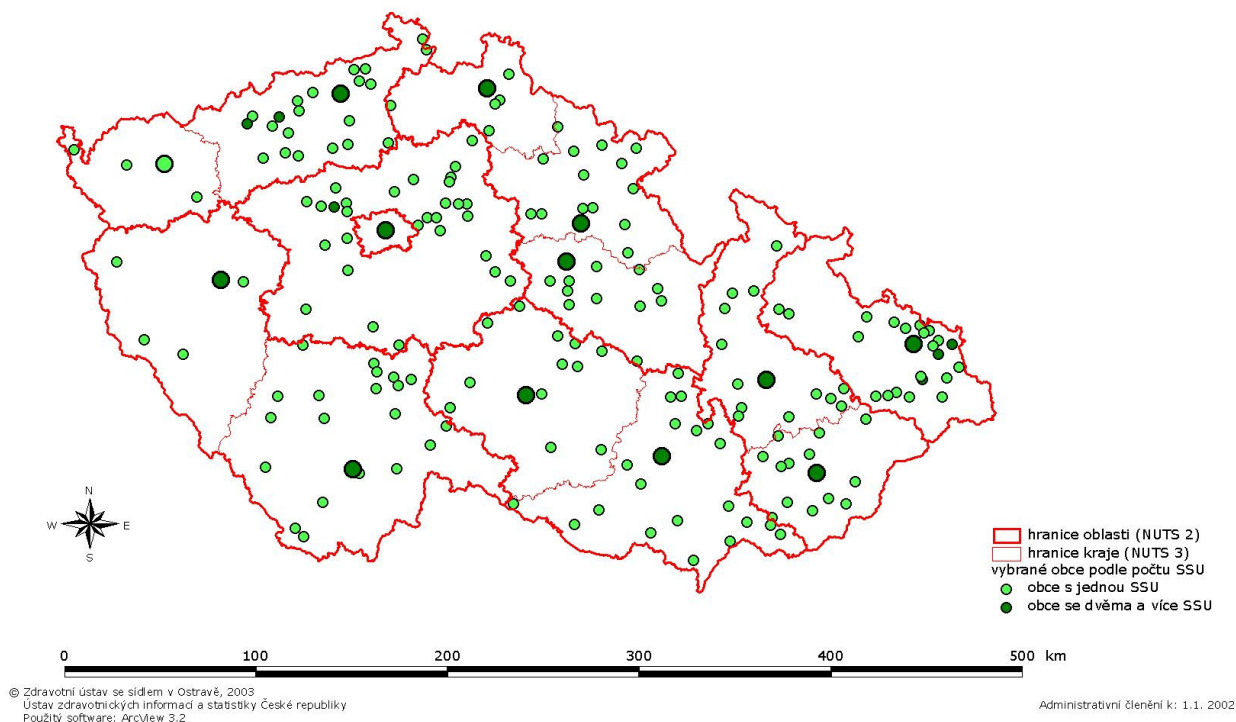 N
W E
S
hranice oblasti (NUTS 2)
hranice kraje (NUTS 3)
vybrané obce podle počtu SSU
obce s jednou SSU
obce se dvěma a více SSU
0 100 200 300 400 500 km
© Zdravotní ústav se sídlem v Ostravě, 2003
Ústav zdravotnických informací a statistiky České republiky
Použitý software: ArcView 3.2
Administrativní členění k: 1.1. 2002